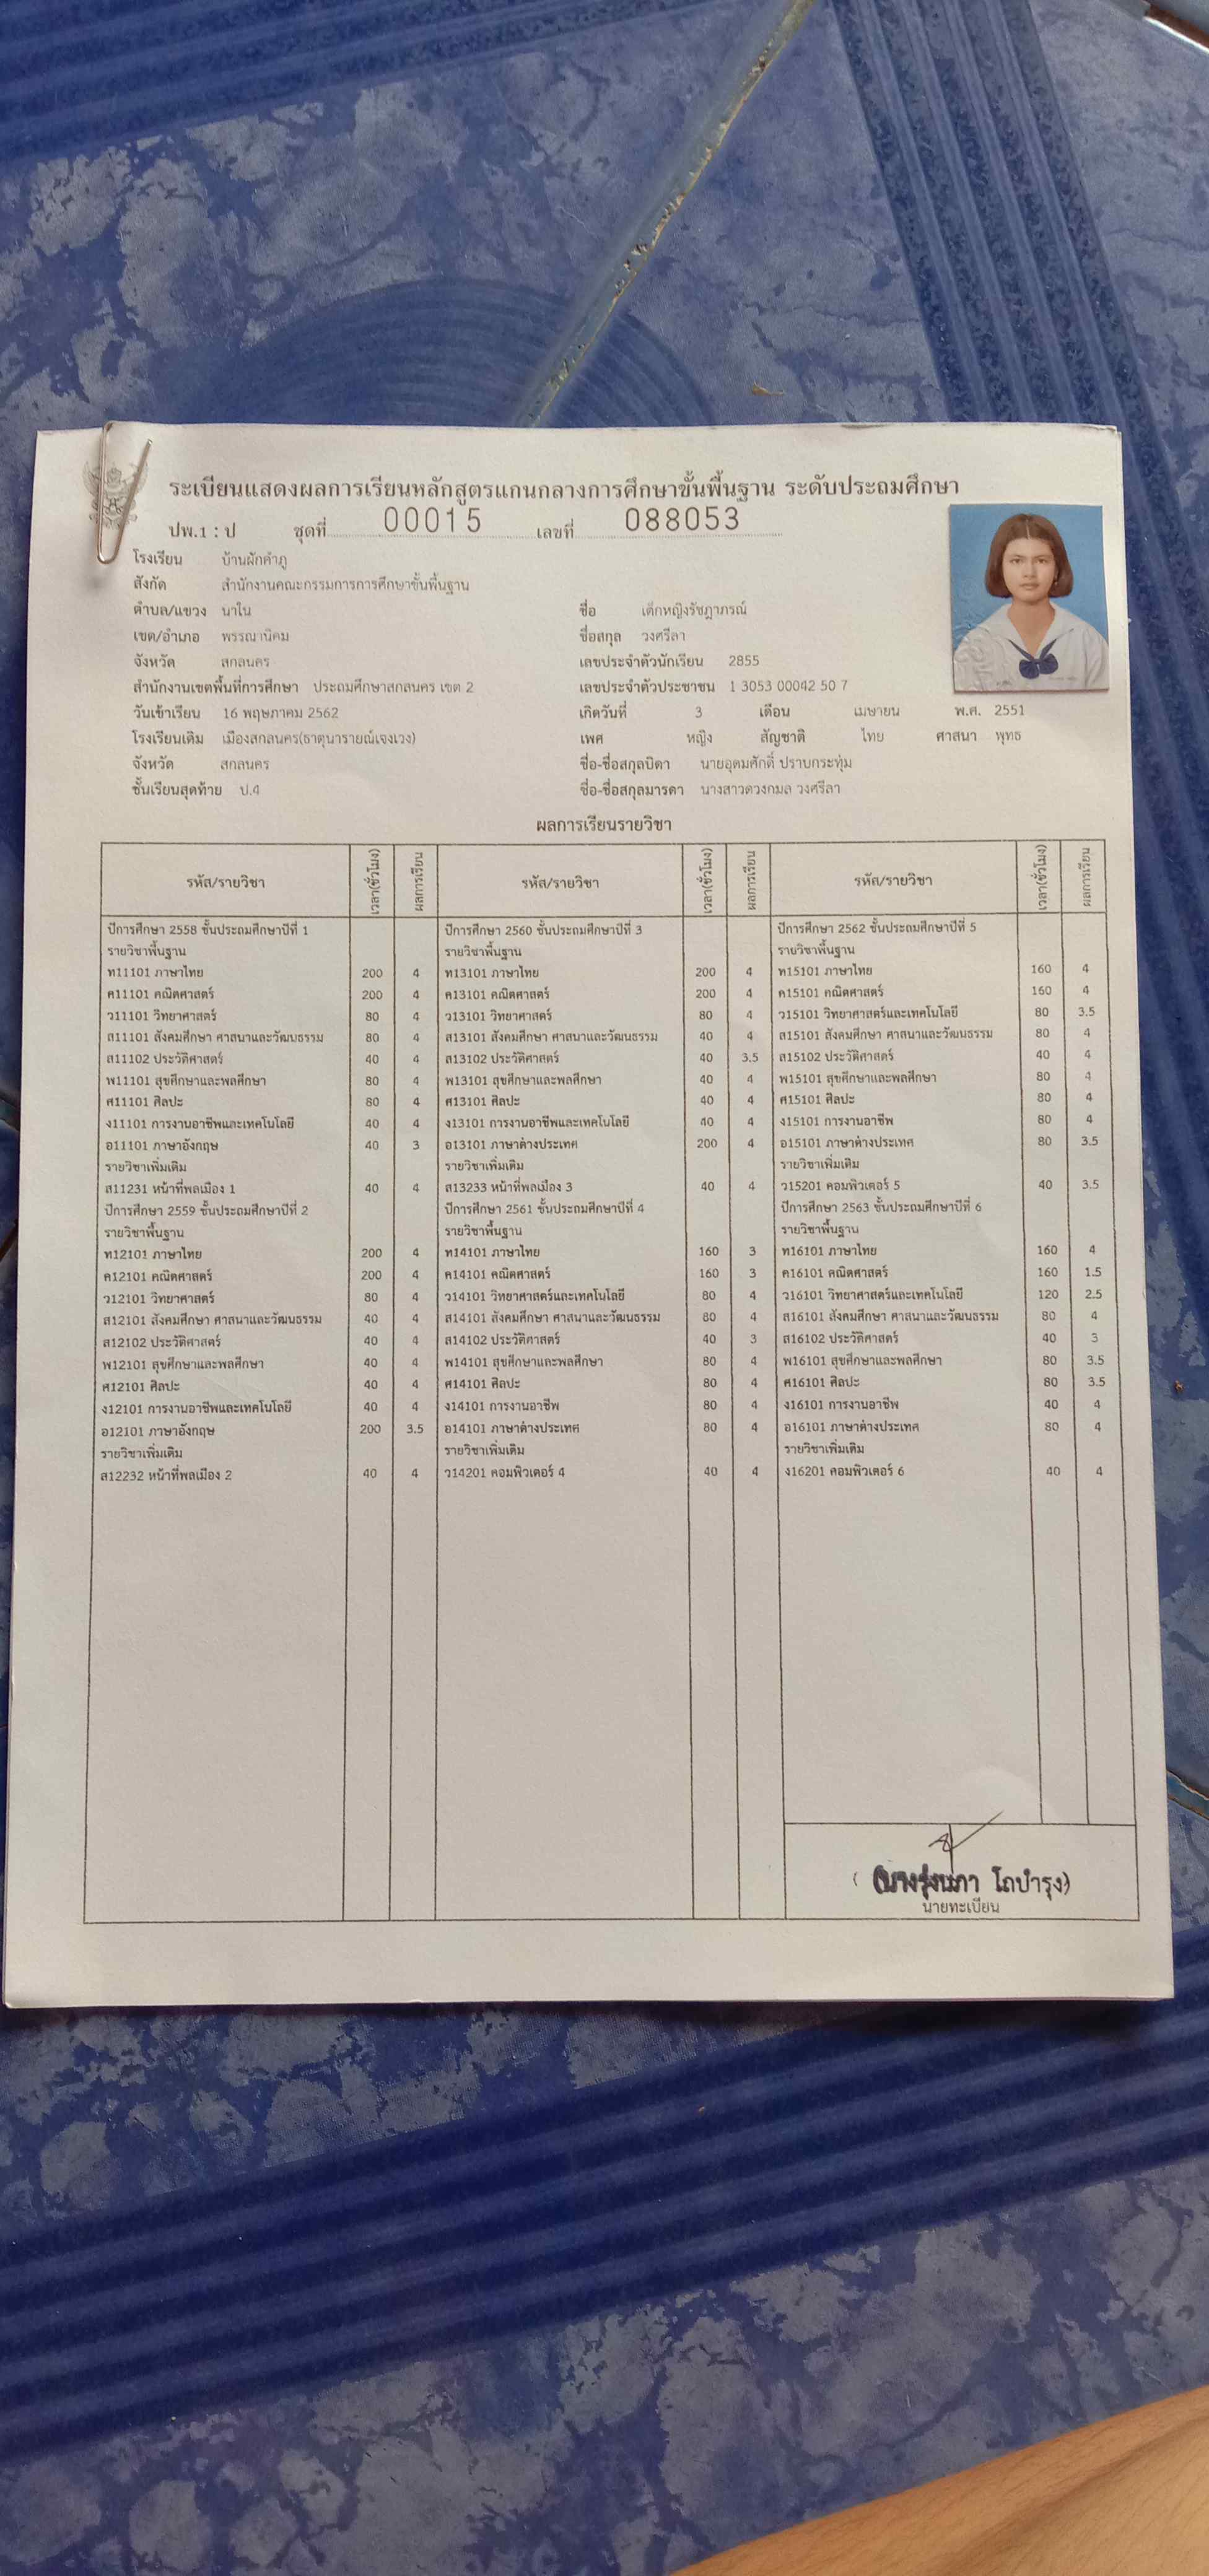 ระเบียนแสดงผลการเรียนหลักสูตรแกนกลางการศึกษาขั้นพื้นฐาน ระดับประถมศึกษา
ปพ.1 : ป ชุดที่ 00015 เลขที่ 088053
โรงเรียน บ้านผักคำภู
สังกัด สำนักงานคณะกรรมการการศึกษาขั้นพื้นฐาน
ตำบล/แขวง นาใน
เขต/อำเภอ พรรณานิคม
จังหวัด สกลนคร
สำนักงานเขตพื้นที่การศึกษา ประถมศึกษาสกลนคร เขต 2
วันเข้าเรียน 16 พฤษภาคม 2562
โรงเรียนเดิม เมืองสกลนคร(ธาตุนารายณ์เจงเวง)
จังหวัด สกลนคร
ชั้นเรียนสุดท้าย ป.4
ชื่อ เด็กหญิงรัชฎาภรณ์
ชื่อสกุล วงศรีลา
เลขประจำตัวนักเรียน 2855
เลขประจำตัวประชาชน 1 3053 00042 50 7
เกิดวันที่ 3 เดือน เมษายน พ.ศ. 2551
เพศ หญิง สัญชาติ ไทย ศาสนา พุทธ
ชื่อ-ชื่อสกุลบิดา นายอุดมศักดิ์ ปราบกระทุ่ม
ชื่อ-ชื่อสกุลมารดา นางสาวดวงกมล วงศรีลา
ผลการเรียนรายวิชา
รหัส/รายวิชา เวลา(ชั่วโมง) ผลการเรียน
ปีการศึกษา 2558 ชั้นประถมศึกษาปีที่ 1
รายวิชาพื้นฐาน
ท11101 ภาษาไทย 200 4
ค11101 คณิตศาสตร์ 200 4
ว11101 วิทยาศาสตร์ 80 4
ส11101 สังคมศึกษา ศาสนาและวัฒนธรรม 80 4
ส11102 ประวัติศาสตร์ 40 4
พ11101 สุขศึกษาและพลศึกษา 80 4
ศ11101 ศิลปะ 80 4
ง11101 การงานอาชีพและเทคโนโลยี 40 4
อ11101 ภาษาอังกฤษ 40 3
รายวิชาเพิ่มเติม
ส11231 หน้าที่พลเมือง 1 40 4
ปีการศึกษา 2559 ชั้นประถมศึกษาปีที่ 2
รายวิชาพื้นฐาน
ท12101 ภาษาไทย 200 4
ค12101 คณิตศาสตร์ 200 4
ว12101 วิทยาศาสตร์ 80 4
ส12101 สังคมศึกษา ศาสนาและวัฒนธรรม 40 4
ส12102 ประวัติศาสตร์ 40 4
พ12101 สุขศึกษาและพลศึกษา 40 4
ศ12101 ศิลปะ 40 4
ง12101 การงานอาชีพและเทคโนโลยี 40 4
อ12101 ภาษาอังกฤษ 200 3.5
รายวิชาเพิ่มเติม
ส12232 หน้าที่พลเมือง 2 40 4
รหัส/รายวิชา เวลา(ชั่วโมง) ผลการเรียน
ปีการศึกษา 2560 ชั้นประถมศึกษาปีที่ 3
รายวิชาพื้นฐาน
ท13101 ภาษาไทย 200 4
ค13101 คณิตศาสตร์ 200 4
ว13101 วิทยาศาสตร์ 80 4
ส13101 สังคมศึกษา ศาสนาและวัฒนธรรม 40 4
ส13102 ประวัติศาสตร์ 40 3.5
พ13101 สุขศึกษาและพลศึกษา 40 4
ศ13101 ศิลปะ 40 4
ง13101 การงานอาชีพและเทคโนโลยี 40 4
อ13101 ภาษาต่างประเทศ 200 4
รายวิชาเพิ่มเติม
ส13233 หน้าที่พลเมือง 3 40 4
ปีการศึกษา 2561 ชั้นประถมศึกษาปีที่ 4
รายวิชาพื้นฐาน
ท14101 ภาษาไทย 160 3
ค14101 คณิตศาสตร์ 160 3
ว14101 วิทยาศาสตร์และเทคโนโลยี 80 4
ส14101 สังคมศึกษา ศาสนาและวัฒนธรรม 80 4
ส14102 ประวัติศาสตร์ 40 3
พ14101 สุขศึกษาและพลศึกษา 80 4
ศ14101 ศิลปะ 80 4
ง14101 การงานอาชีพ 80 4
อ14101 ภาษาต่างประเทศ 80 4
รายวิชาเพิ่มเติม
ว14201 คอมพิวเตอร์ 4 40 4
รหัส/รายวิชา เวลา(ชั่วโมง) ผลการเรียน
ปีการศึกษา 2562 ชั้นประถมศึกษาปีที่ 5
รายวิชาพื้นฐาน
ท15101 ภาษาไทย 160 4
ค15101 คณิตศาสตร์ 160 4
ว15101 วิทยาศาสตร์และเทคโนโลยี 80 3.5
ส15101 สังคมศึกษา ศาสนาและวัฒนธรรม 80 4
ส15102 ประวัติศาสตร์ 40 4
พ15101 สุขศึกษาและพลศึกษา 80 4
ศ15101 ศิลปะ 80 4
ง15101 การงานอาชีพ 80 4
อ15101 ภาษาต่างประเทศ 80 3.5
รายวิชาเพิ่มเติม
ว15201 คอมพิวเตอร์ 5 40 3.5
ปีการศึกษา 2563 ชั้นประถมศึกษาปีที่ 6
รายวิชาพื้นฐาน
ท16101 ภาษาไทย 160 4
ค16101 คณิตศาสตร์ 160 1.5
ว16101 วิทยาศาสตร์และเทคโนโลยี 120 2.5
ส16101 สังคมศึกษา ศาสนาและวัฒนธรรม 80 4
ส16102 ประวัติศาสตร์ 40 3
พ16101 สุขศึกษาและพลศึกษา 80 3.5
ศ16101 ศิลปะ 80 3.5
ง16101 การงานอาชีพ 40 4
อ16101 ภาษาต่างประเทศ 80 4
รายวิชาเพิ่มเติม
ง16201 คอมพิวเตอร์ 6 40 4
โถบำรุง)
นายทะเบียน